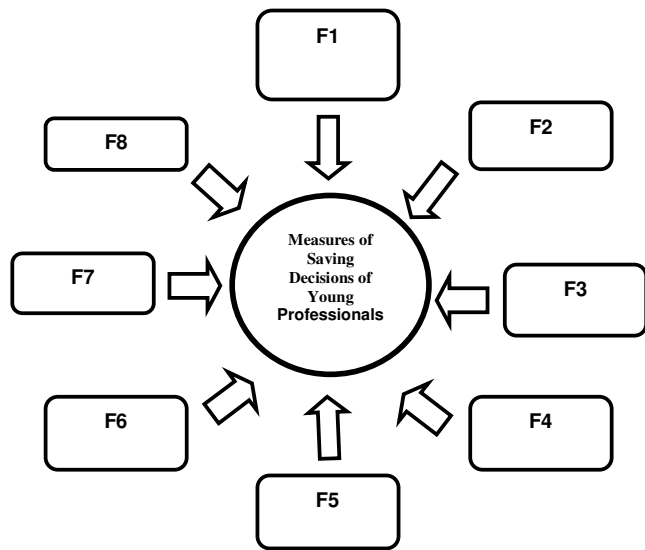 F1
F2
F8
Measures of
Saving
Decisions of
Young
Professionals
F7
F3
F6
F4
F5